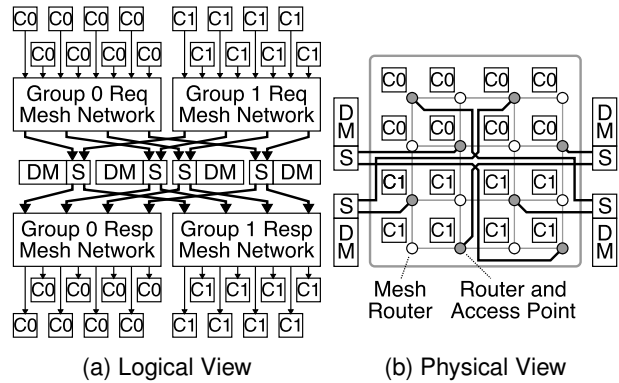 C0 C0 C0 C0 C1 C1 C1 C1
C0 C0 C0 C0 C1 C1 C1 C1
Group 0 Req
Mesh Network
Group 1 Req
Mesh Network
DM S DM S S DM S DM
Group 0 Resp
Mesh Network
Group 1 Resp
Mesh Network
C0 C0 C0 C0 C1 C1 C1 C1
C0 C0 C0 C0 C1 C1 C1 C1
(a) Logical View
C0 C0 C0 C0
DM C0 C0 C0 C0 DM
S S
S C1 C1 C1 C1 S
DM C1 C1 C1 C1 DM
Mesh
Router
Router and
Access Point
(b) Physical View